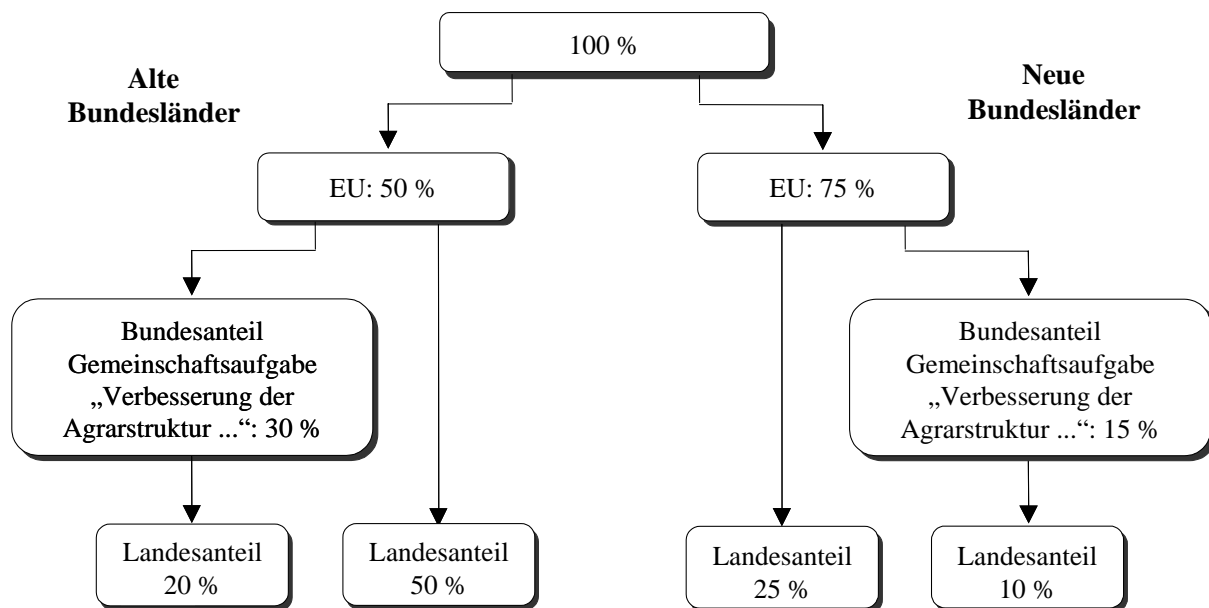 100 %
Alte
Bundesländer
Neue
Bundesländer
EU: 50 %
EU: 75 %
Bundesanteil
Gemeinschaftsaufgabe
„Verbesserung der
Agrarstruktur ...“: 30 %
Bundesanteil
Gemeinschaftsaufgabe
„Verbesserung der
Agrarstruktur ...“: 15 %
Landesanteil
20 %
Landesanteil
50 %
Landesanteil
25 %
Landesanteil
10 %